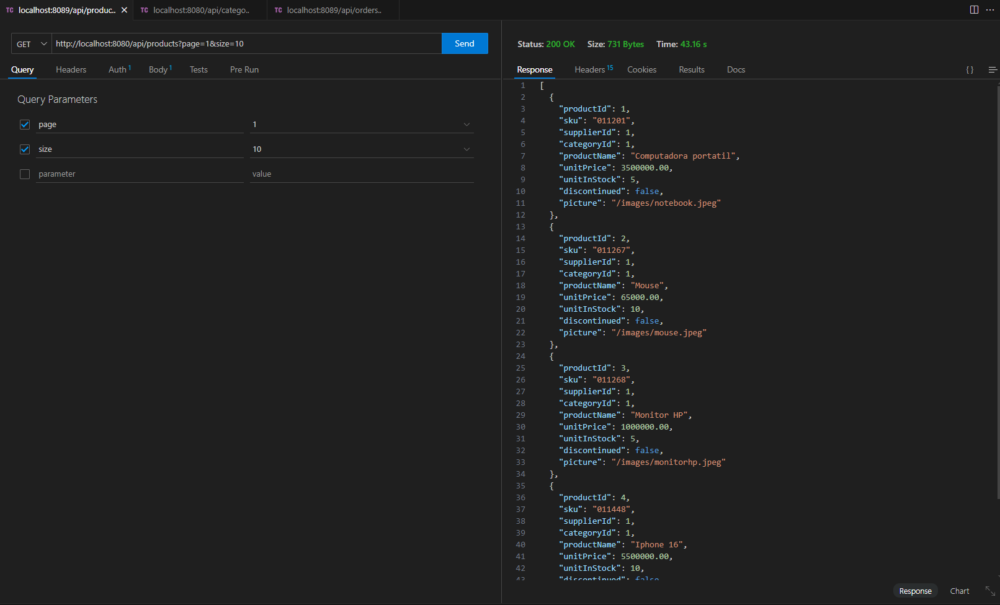 TC localhost:8089/api/produc.. TC localhost:8080/api/catego.. TC localhost:8089/api/orders..
GET http://localhost:8080/api/products?page=1&size=10 Send
Query Headers Auth 1 Body 1 Tests Pre Run
Query Parameters
page 1
size 10
parameter value
Status: 200 OK Size: 731 Bytes Time: 43.16 s
Response Headers 15 Cookies Results Docs { }
1 [
2 {
3 "productId": 1,
4 "sku": "011201",
5 "supplierId": 1,
6 "categoryId": 1,
7 "productName": "Computadora portatil",
8 "unitPrice": 3500000.00,
9 "unitInStock": 5,
10 "discontinued": false,
11 "picture": "/images/notebook.jpeg"
12 },
13 {
14 "productId": 2,
15 "sku": "011267",
16 "supplierId": 1,
17 "categoryId": 1,
18 "productName": "Mouse",
19 "unitPrice": 65000.00,
20 "unitInStock": 10,
21 "discontinued": false,
22 "picture": "/images/mouse.jpeg"
23 },
24 {
25 "productId": 3,
26 "sku": "011268",
27 "supplierId": 1,
28 "categoryId": 1,
29 "productName": "Monitor HP",
30 "unitPrice": 1000000.00,
31 "unitInStock": 5,
32 "discontinued": false,
33 "picture": "/images/monitorhp.jpeg"
34 },
35 {
36 "productId": 4,
37 "sku": "011448",
38 "supplierId": 1,
39 "categoryId": 1,
40 "productName": "Iphone 16",
41 "unitPrice": 5500000.00,
42 "unitInStock": 10,
43 "discontinued": false
Response Chart